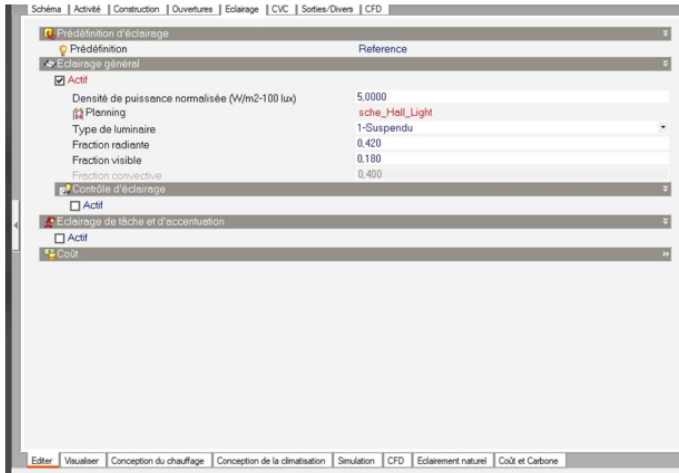 Schéma Activité Construction Ouvertures Eclairage CVC Sorties/Divers CFD
Prédéfinition d'éclairage
Prédéfinition Reference
Eclairage général
Actif
Densité de puissance normalisée (W/m2-100 lux) 5,0000
Planning sche_Hall_Light
Type de luminaire 1-Suspendu
Fraction radiante 0,420
Fraction visible 0,180
Fraction convective 0,400
Contrôle d'éclairage
Actif
Eclairage de tâche et d'accentuation
Actif
Coût
Editer Visualiser Conception du chauffage Conception de la climatisation Simulation CFD Eclairement naturel Coût et Carbone